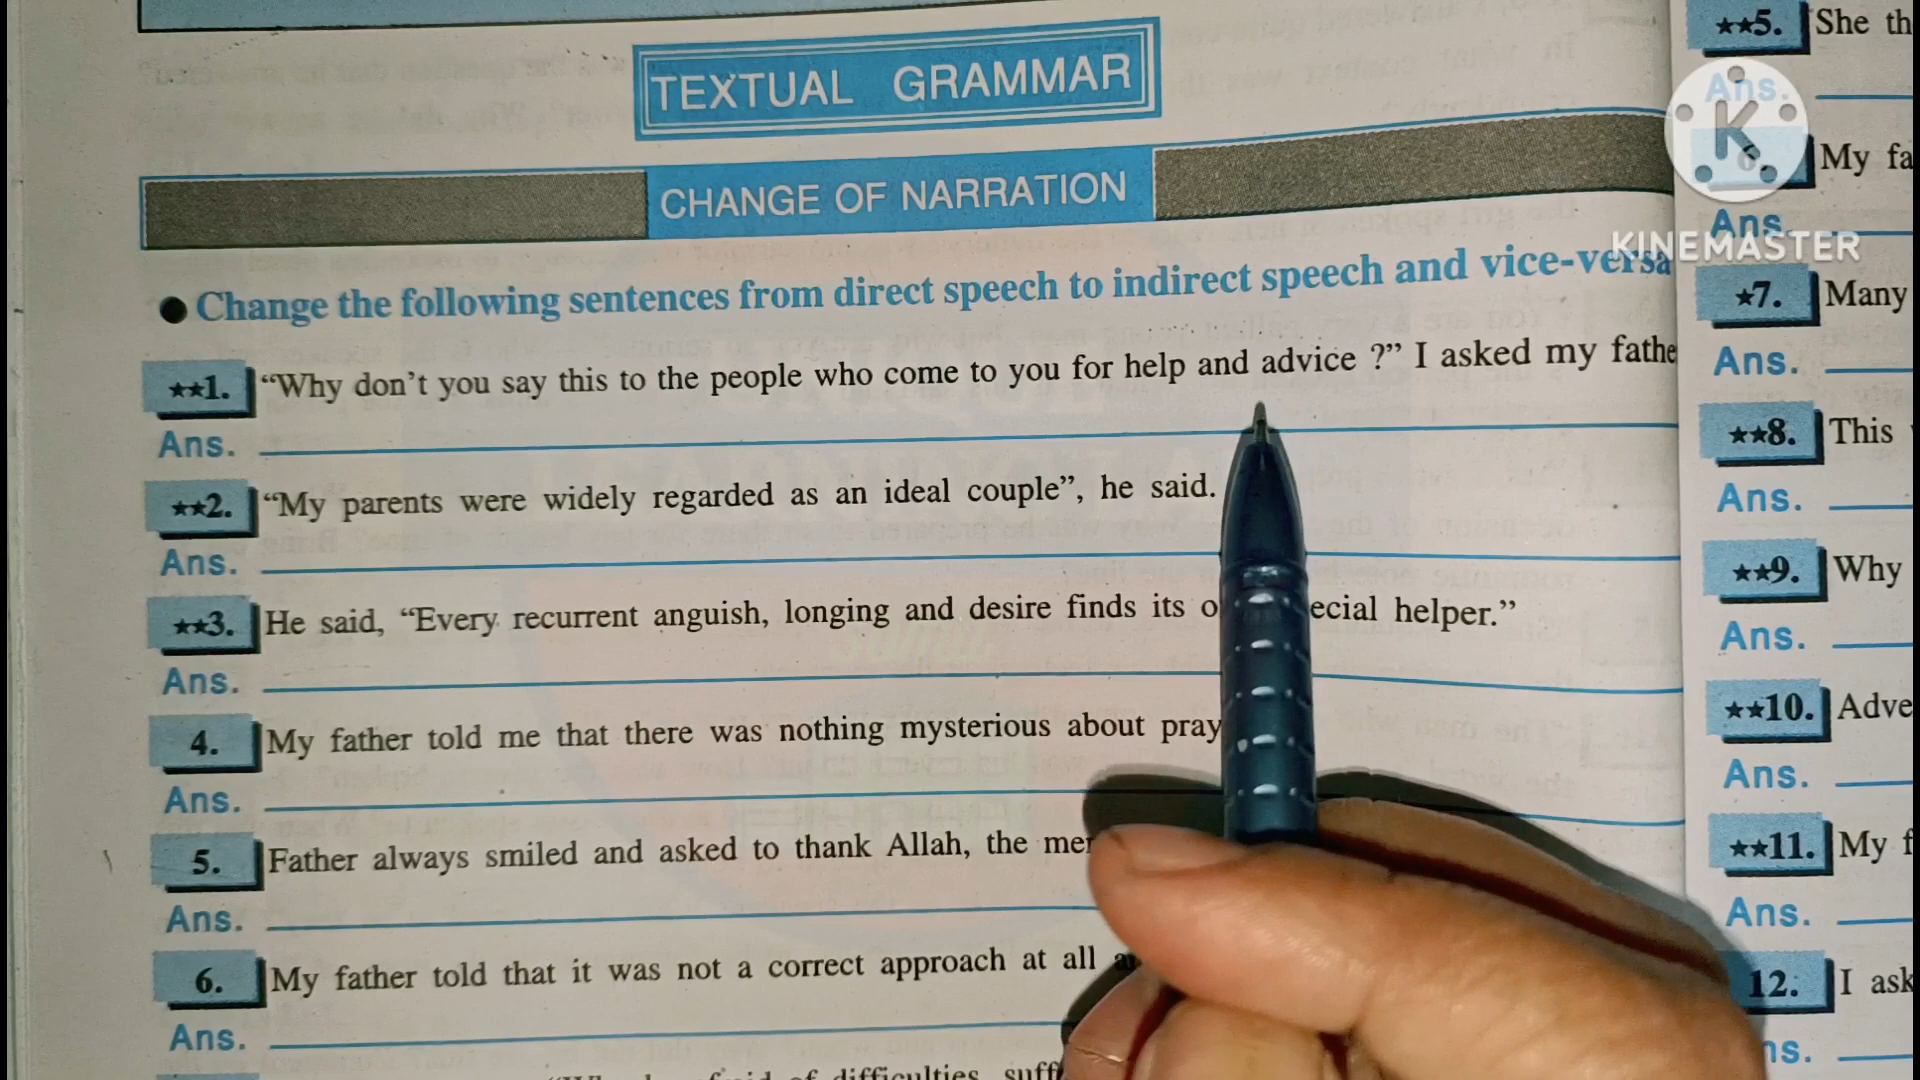 TEXTUAL GRAMMAR
CHANGE OF NARRATION
● Change the following sentences from direct speech to indirect speech and vice-versa
★★1. “Why don’t you say this to the people who come to you for help and advice ?” I asked my fathe
Ans.
★★2. “My parents were widely regarded as an ideal couple”, he said.
Ans.
★★3. He said, “Every recurrent anguish, longing and desire finds its o ecial helper.”
Ans.
4. My father told me that there was nothing mysterious about pray
Ans.
5. Father always smiled and asked to thank Allah, the mer
Ans.
6. My father told that it was not a correct approach at all
Ans.
of difficulties, suff
★★5. She th
Ans.
My fa
Ans.
★7. Many
Ans.
★★8. This
Ans.
★★9. Why
Ans.
★★10. Adve
Ans.
★★11. My f
Ans.
12. I ask
ns.
K
KINEMASTER